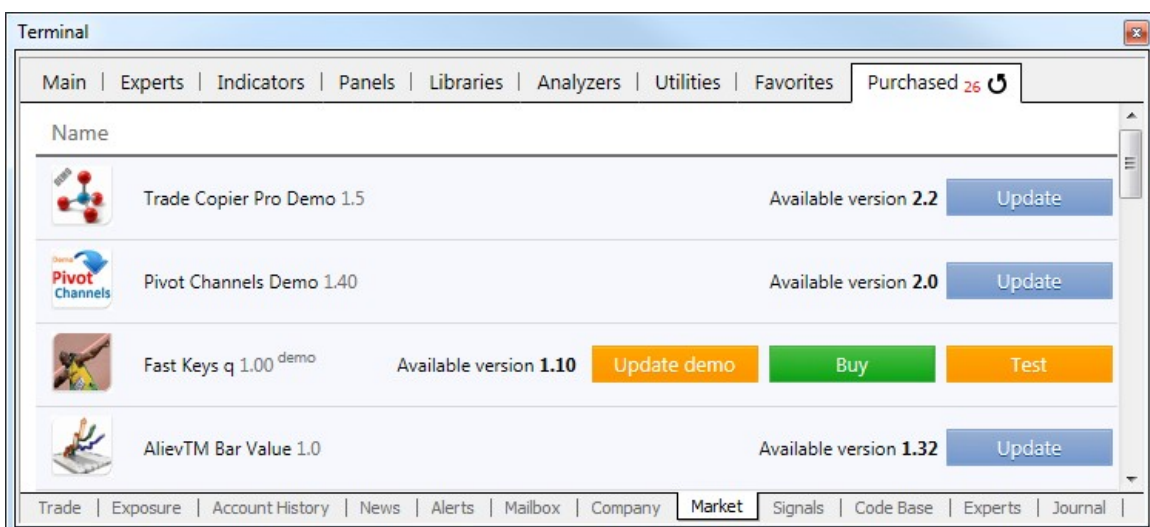 Terminal
Main | Experts | Indicators | Panels | Libraries | Analyzers | Utilities | Favorites | Purchased 26
Name
Trade Copier Pro Demo 1.5 Available version 2.2 Update
Demo
Pivot
Channels
Pivot Channels Demo 1.40 Available version 2.0 Update
Fast Keys q 1.00 demo Available version 1.10 Update demo Buy Test
AlievTM Bar Value 1.0 Available version 1.32 Update
Trade | Exposure | Account History | News | Alerts | Mailbox | Company | Market | Signals | Code Base | Experts | Journal |